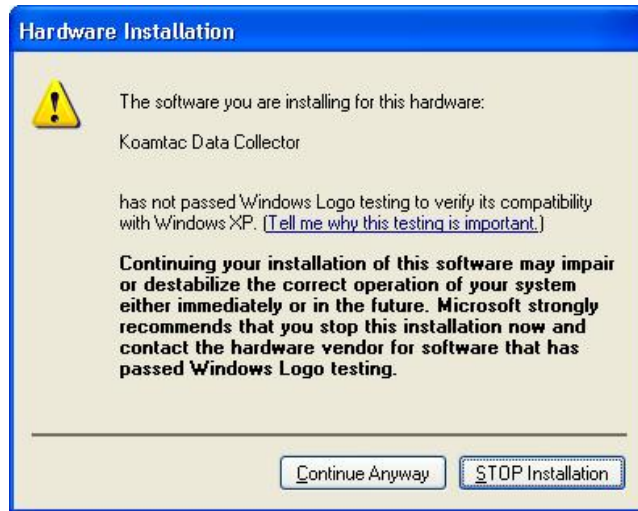 Hardware Installation
The software you are installing for this hardware:
Koamtac Data Collector
has not passed Windows Logo testing to verify its compatibility
with Windows XP. (Tell me why this testing is important.)
Continuing your installation of this software may impair
or destabilize the correct operation of your system
either immediately or in the future. Microsoft strongly
recommends that you stop this installation now and
contact the hardware vendor for software that has
passed Windows Logo testing.
Continue Anyway
STOP Installation